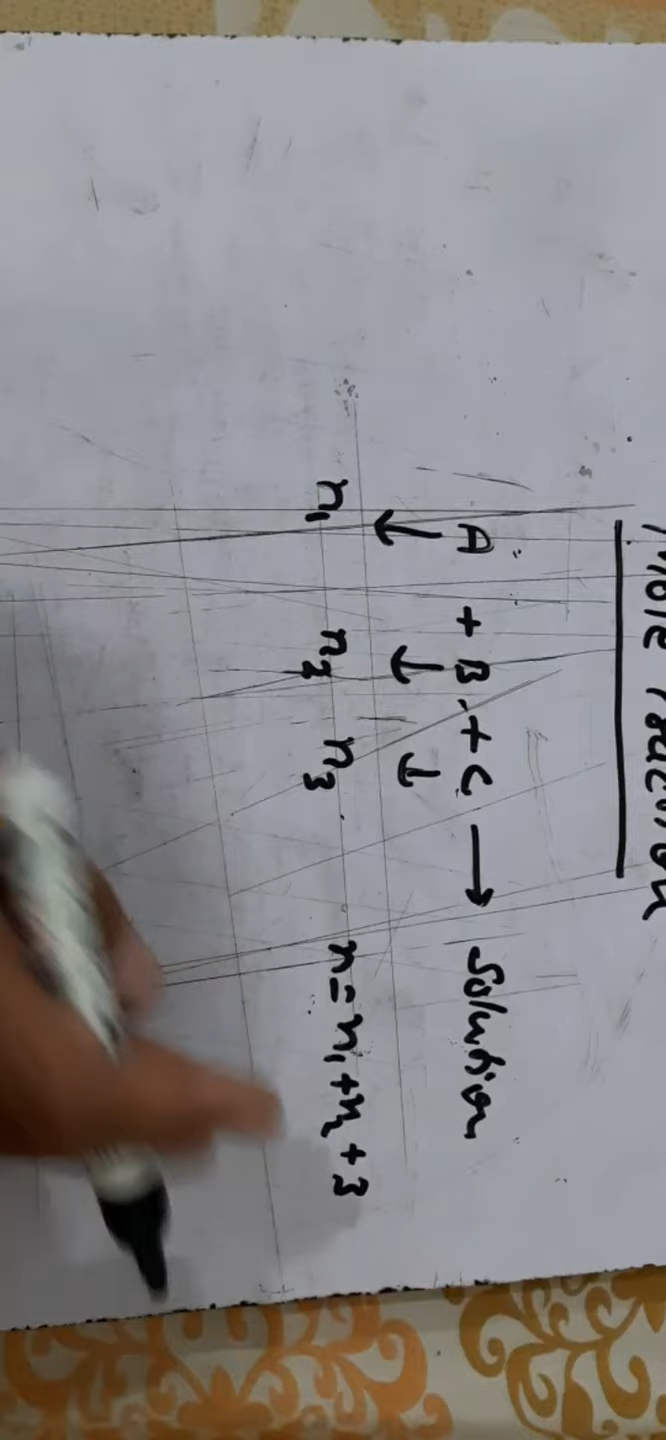 Mole Fraction
A + B + C → Solution
↓ ↓ ↓
n₁ n₂ n₃ n = n₁ + n₂ + 3